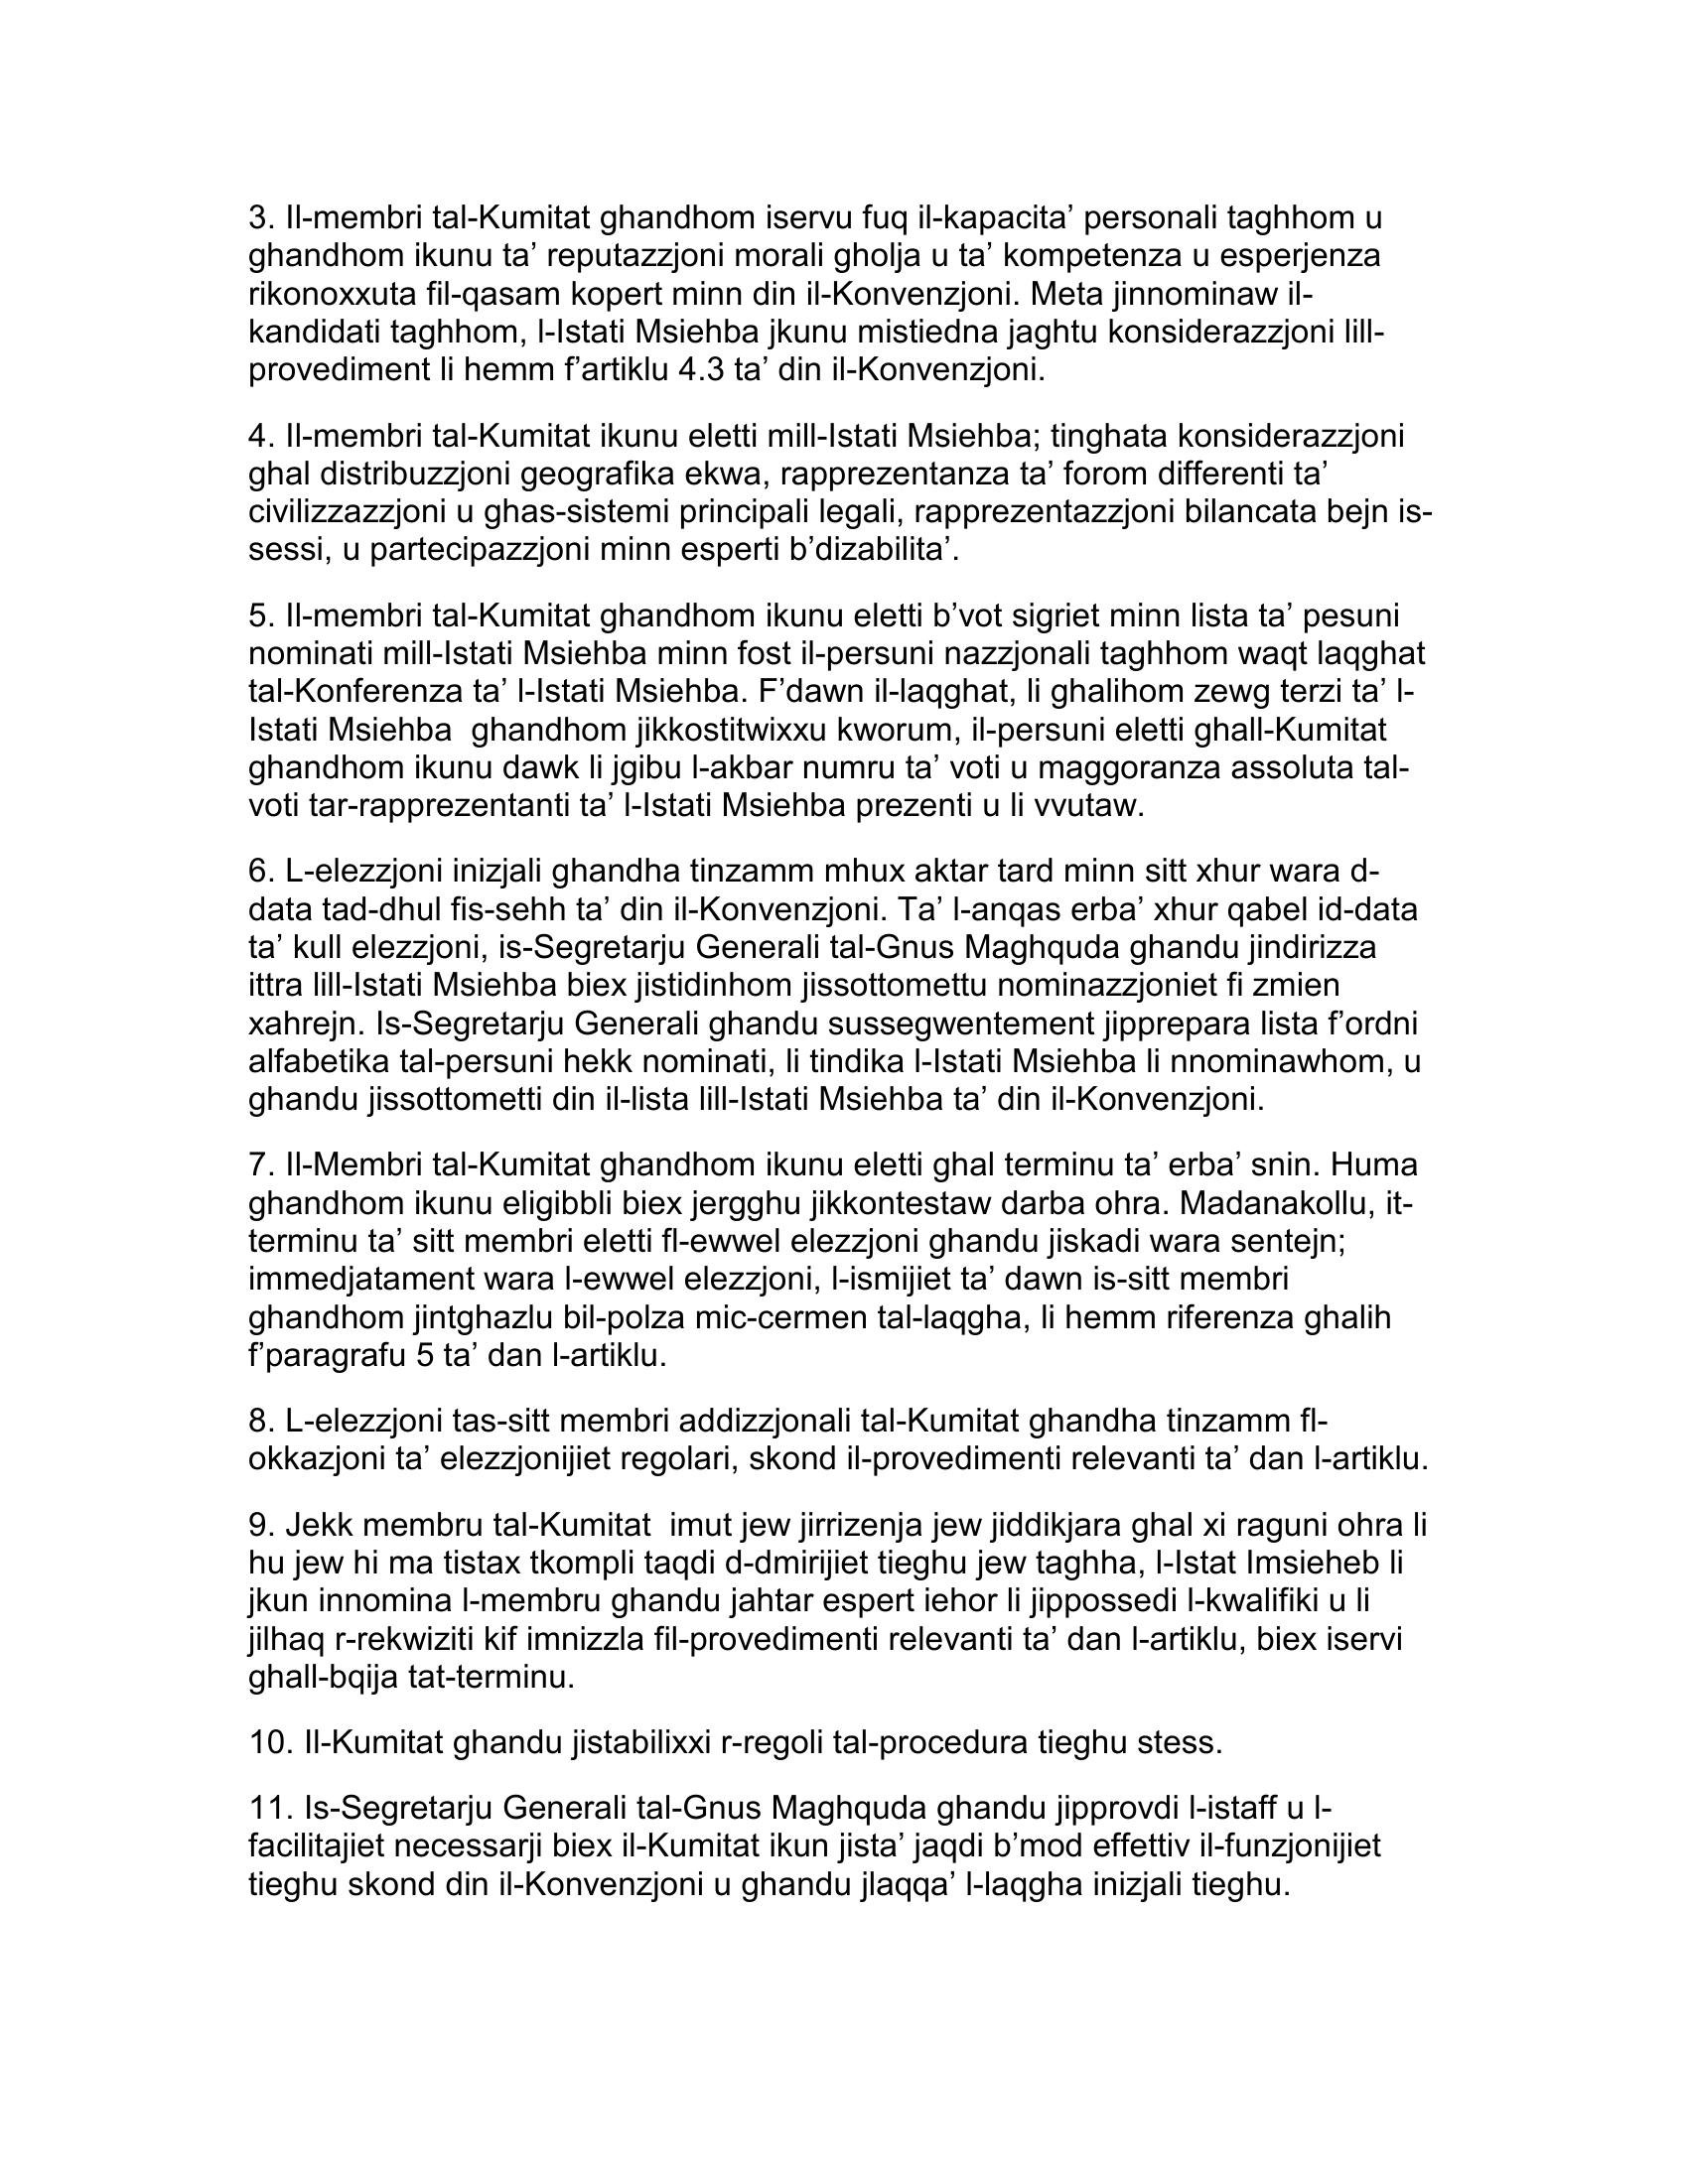 3. Il-membri tal-Kumitat ghandhom iservu fuq il-kapacita’ personali taghhom u
ghandhom ikunu ta’ reputazzjoni morali gholja u ta’ kompetenza u esperjenza
rikonoxxuta fil-qasam kopert minn din il-Konvenzjoni. Meta jinnominaw il-
kandidati taghhom, l-Istati Msiehba jkunu mistiedna jaghtu konsiderazzjoni lill-
provediment li hemm f’artiklu 4.3 ta’ din il-Konvenzjoni.
4. Il-membri tal-Kumitat ikunu eletti mill-Istati Msiehba; tinghata konsiderazzjoni
ghal distribuzzjoni geografika ekwa, rapprezentanza ta’ forom differenti ta’
civilizzazzjoni u ghas-sistemi principali legali, rapprezentazzjoni bilancata bejn is-
sessi, u partecipazzjoni minn esperti b’dizabilita’.
5. Il-membri tal-Kumitat ghandhom ikunu eletti b’vot sigriet minn lista ta’ pesuni
nominati mill-Istati Msiehba minn fost il-persuni nazzjonali taghhom waqt laqghat
tal-Konferenza ta’ l-Istati Msiehba. F’dawn il-laqghat, li ghalihom zewg terzi ta’ l-
Istati Msiehba  ghandhom jikkostitwixxu kworum, il-persuni eletti ghall-Kumitat
ghandhom ikunu dawk li jgibu l-akbar numru ta’ voti u maggoranza assoluta tal-
voti tar-rapprezentanti ta’ l-Istati Msiehba prezenti u li vvutaw.
6. L-elezzjoni inizjali ghandha tinzamm mhux aktar tard minn sitt xhur wara d-
data tad-dhul fis-sehh ta’ din il-Konvenzjoni. Ta’ l-anqas erba’ xhur qabel id-data
ta’ kull elezzjoni, is-Segretarju Generali tal-Gnus Maghquda ghandu jindirizza
ittra lill-Istati Msiehba biex jistidinhom jissottomettu nominazzjoniet fi zmien
xahrejn. Is-Segretarju Generali ghandu sussegwentement jipprepara lista f’ordni
alfabetika tal-persuni hekk nominati, li tindika l-Istati Msiehba li nnominawhom, u
ghandu jissottometti din il-lista lill-Istati Msiehba ta’ din il-Konvenzjoni.
7. Il-Membri tal-Kumitat ghandhom ikunu eletti ghal terminu ta’ erba’ snin. Huma
ghandhom ikunu eligibbli biex jergghu jikkontestaw darba ohra. Madanakollu, it-
terminu ta’ sitt membri eletti fl-ewwel elezzjoni ghandu jiskadi wara sentejn;
immedjatament wara l-ewwel elezzjoni, l-ismijiet ta’ dawn is-sitt membri
ghandhom jintghazlu bil-polza mic-cermen tal-laqgha, li hemm riferenza ghalih
f’paragrafu 5 ta’ dan l-artiklu.
8. L-elezzjoni tas-sitt membri addizzjonali tal-Kumitat ghandha tinzamm fl-
okkazjoni ta’ elezzjonijiet regolari, skond il-provedimenti relevanti ta’ dan l-artiklu.
9. Jekk membru tal-Kumitat  imut jew jirrizenja jew jiddikjara ghal xi raguni ohra li
hu jew hi ma tistax tkompli taqdi d-dmirijiet tieghu jew taghha, l-Istat Imsieheb li
jkun innomina l-membru ghandu jahtar espert iehor li jippossedi l-kwalifiki u li
jilhaq r-rekwiziti kif imnizzla fil-provedimenti relevanti ta’ dan l-artiklu, biex iservi
ghall-bqija tat-terminu.
10. Il-Kumitat ghandu jistabilixxi r-regoli tal-procedura tieghu stess.
11. Is-Segretarju Generali tal-Gnus Maghquda ghandu jipprovdi l-istaff u l-
facilitajiet necessarji biex il-Kumitat ikun jista’ jaqdi b’mod effettiv il-funzjonijiet
tieghu skond din il-Konvenzjoni u ghandu jlaqqa’ l-laqgha inizjali tieghu.